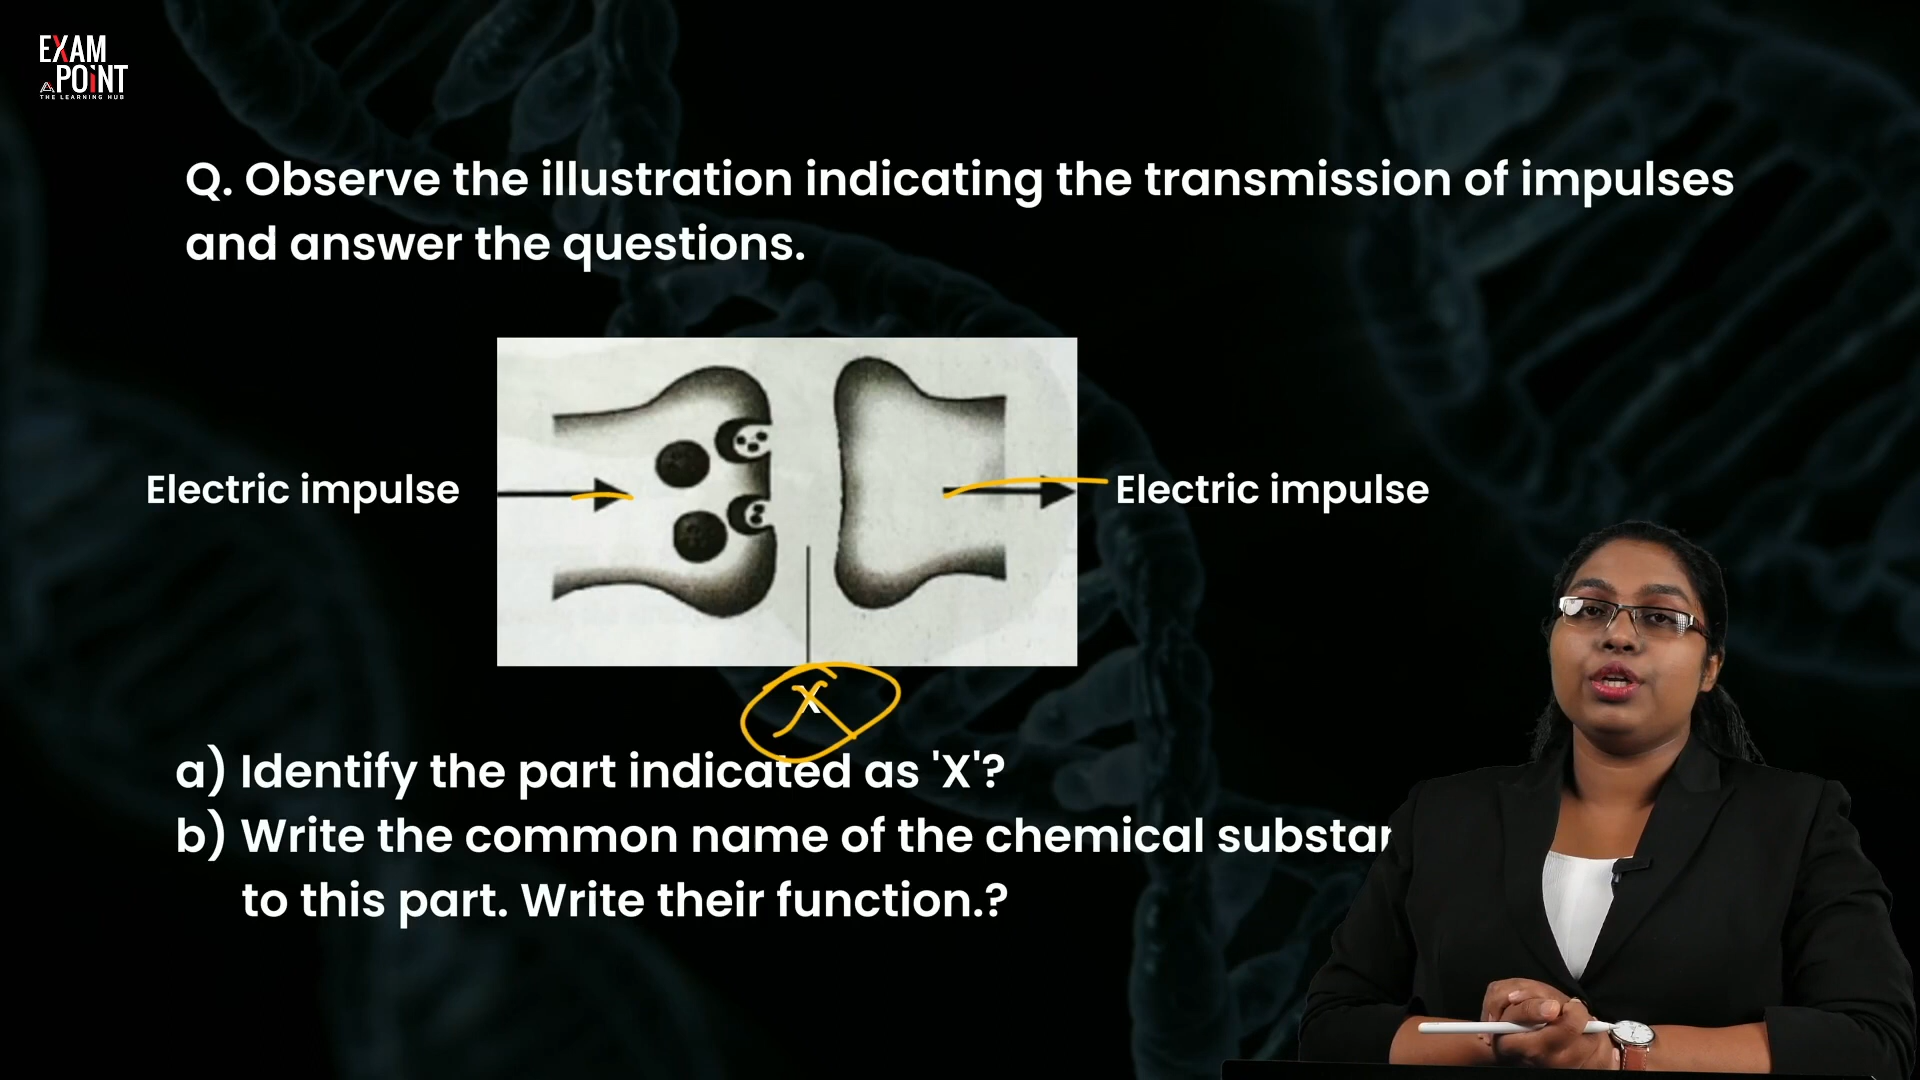 EXAM
POINT
THE LEARNING HUB
Q. Observe the illustration indicating the transmission of impulses
and answer the questions.
Electric impulse
Electric impulse
X
a) Identify the part indicated as 'X'?
b) Write the common name of the chemical
to this part. Write their function.?